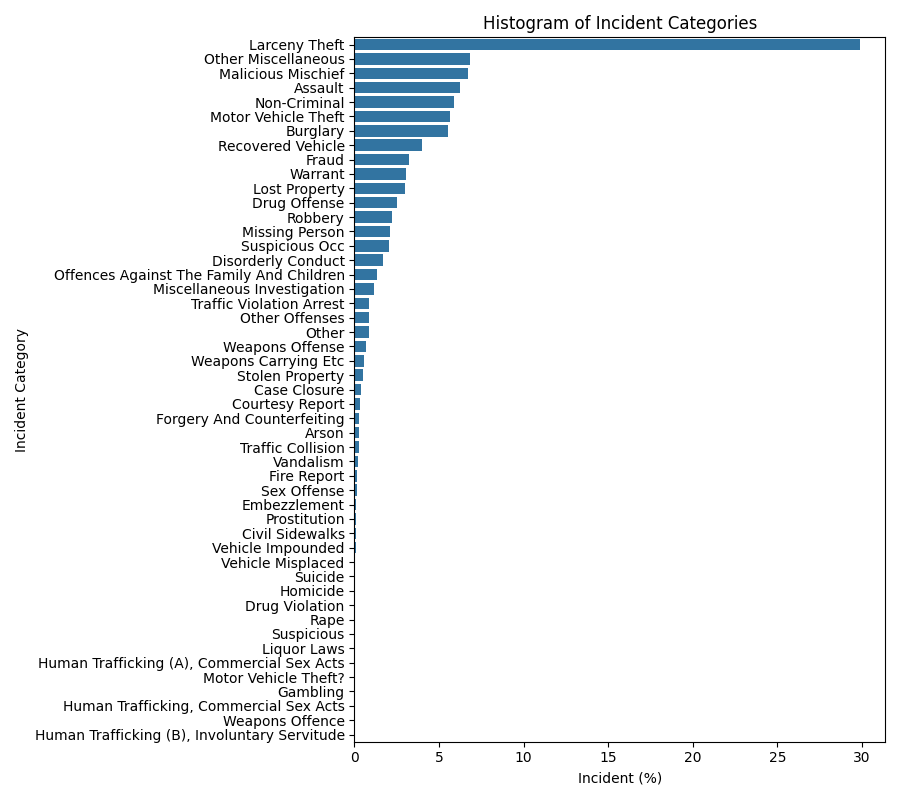 Histogram of Incident Categories
Larceny Theft
Other Miscellaneous
Malicious Mischief
Assault
Non-Criminal
Motor Vehicle Theft
Burglary
Recovered Vehicle
Fraud
Warrant
Lost Property
Drug Offense
Robbery
Missing Person
Suspicious Occ
Disorderly Conduct
Offences Against The Family And Children
Miscellaneous Investigation
Traffic Violation Arrest
Other Offenses
Other
Weapons Offense
Weapons Carrying Etc
Stolen Property
Case Closure
Courtesy Report
Forgery And Counterfeiting
Arson
Traffic Collision
Vandalism
Fire Report
Sex Offense
Embezzlement
Prostitution
Civil Sidewalks
Vehicle Impounded
Vehicle Misplaced
Suicide
Homicide
Drug Violation
Rape
Suspicious
Liquor Laws
Human Trafficking (A), Commercial Sex Acts
Motor Vehicle Theft?
Gambling
Human Trafficking, Commercial Sex Acts
Weapons Offence
Human Trafficking (B), Involuntary Servitude
Incident Category
0 5 10 15 20 25 30
Incident (%)